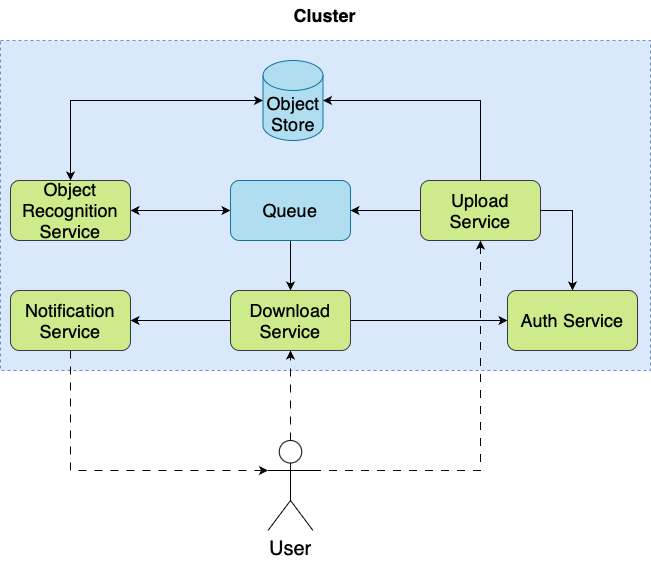 Cluster
Object
Store
Object
Recognition
Service
Queue
Upload
Service
Notification
Service
Download
Service
Auth Service
User